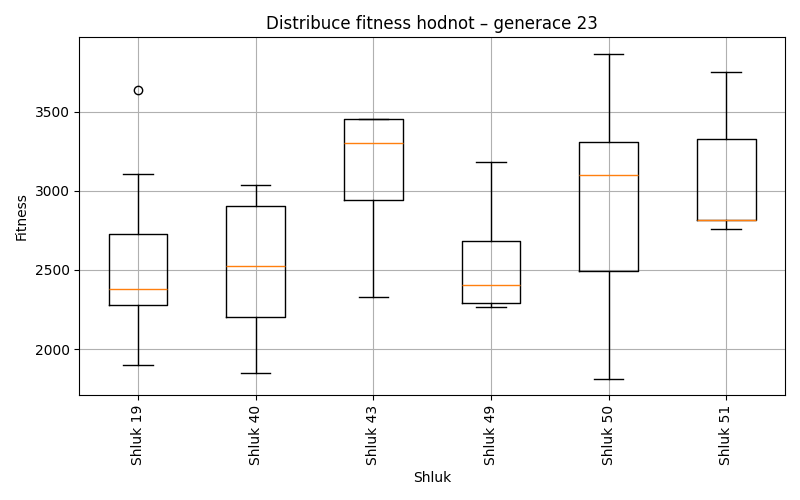 Distribuce fitness hodnot – generace 23
Fitness
3500
3000
2500
2000
Shluk 19
Shluk 40
Shluk 43
Shluk 49
Shluk 50
Shluk 51
Shluk